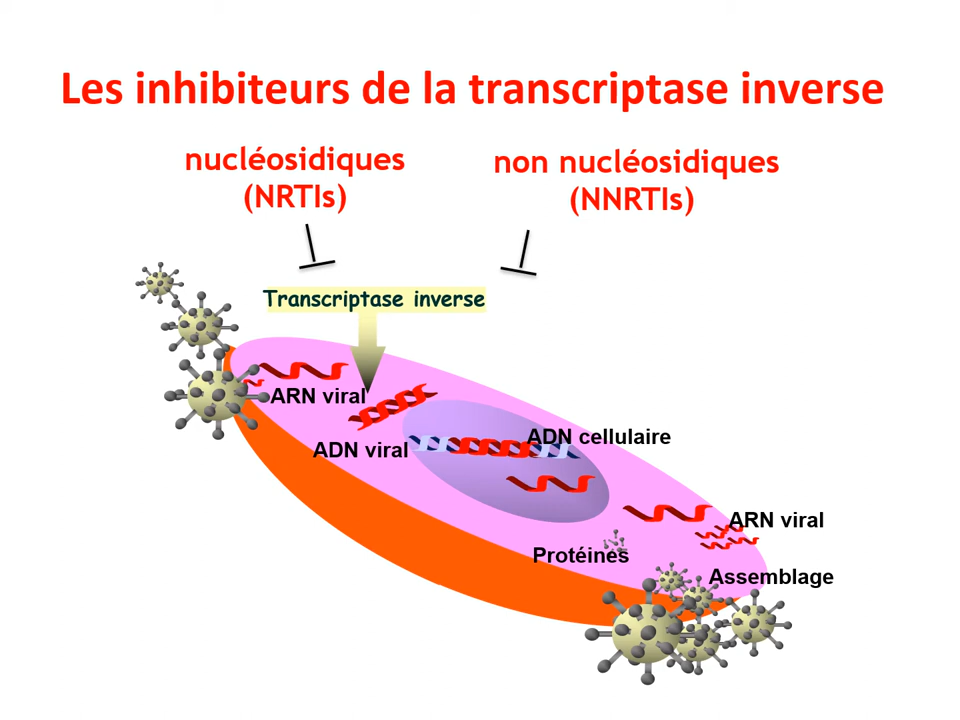 Les inhibiteurs de la transcriptase inverse
nucléosidiques
(NRTIs)
non nucléosidiques
(NNRTIs)
Transcriptase inverse
ARN viral
ADN viral
ADN cellulaire
ARN viral
Protéines
Assemblage